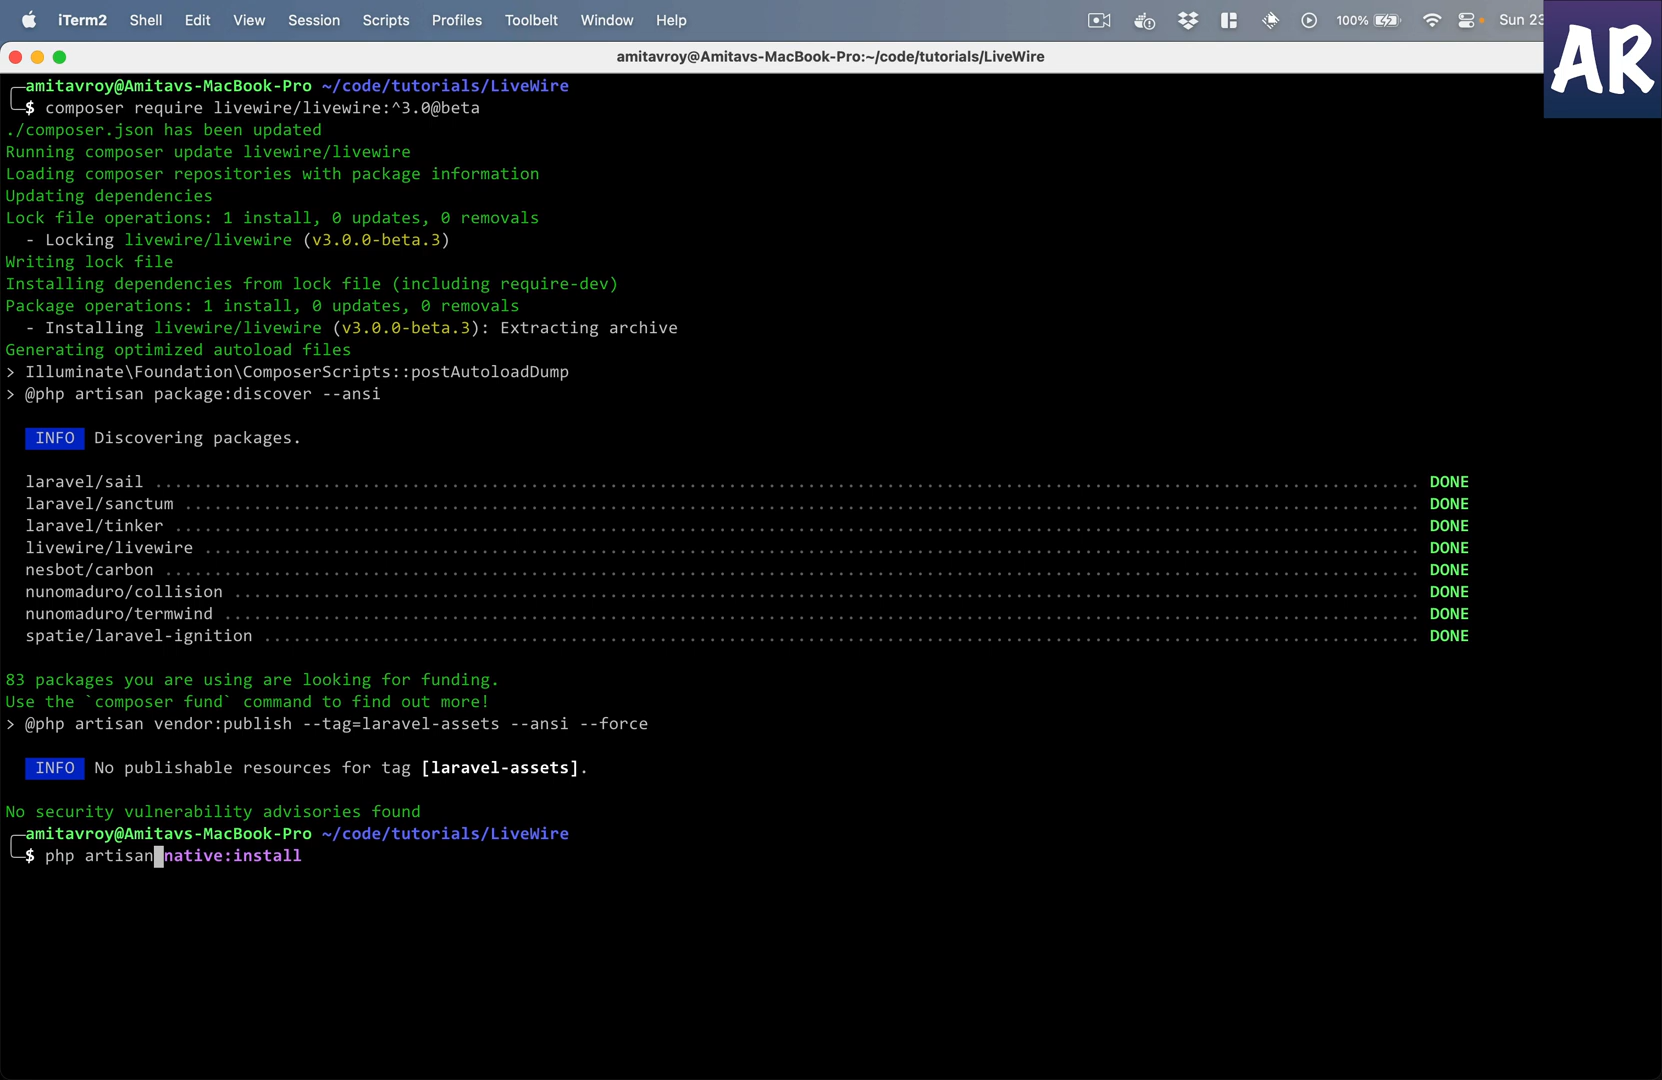 iTerm2 Shell Edit View Session Scripts Profiles Toolbelt Window Help 100% Sun 23
AR
amitavroy@Amitavs-MacBook-Pro:~/code/tutorials/LiveWire
amitavroy@Amitavs-MacBook-Pro ~/code/tutorials/LiveWire
$ composer require livewire/livewire:^3.0@beta
./composer.json has been updated
Running composer update livewire/livewire
Loading composer repositories with package information
Updating dependencies
Lock file operations: 1 install, 0 updates, 0 removals
- Locking livewire/livewire (v3.0.0-beta.3)
Writing lock file
Installing dependencies from lock file (including require-dev)
Package operations: 1 install, 0 updates, 0 removals
- Installing livewire/livewire (v3.0.0-beta.3): Extracting archive
Generating optimized autoload files
> Illuminate\Foundation\ComposerScripts::postAutoloadDump
> @php artisan package:discover --ansi
INFO Discovering packages.
laravel/sail ........ DONE
laravel/sanctum ........ DONE
laravel/tinker ........ DONE
livewire/livewire ........ DONE
nesbot/carbon ........ DONE
nunomaduro/collision ........ DONE
nunomaduro/termwind ........ DONE
spatie/laravel-ignition ........ DONE
83 packages you are using are looking for funding.
Use the `composer fund` command to find out more!
> @php artisan vendor:publish --tag=laravel-assets --ansi --force
INFO No publishable resources for tag [laravel-assets].
No security vulnerability advisories found
amitavroy@Amitavs-MacBook-Pro ~/code/tutorials/LiveWire
$ php artisan native:install